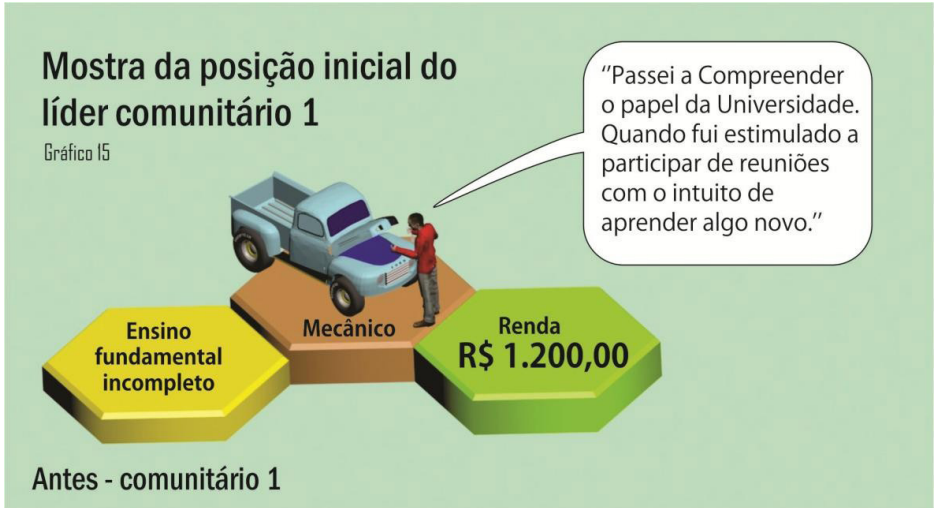 Mostra da posição inicial do
líder comunitário 1
Gráfico 15
"Passei a Compreender
o papel da Universidade.
Quando fui estimulado a
participar de reuniões
com o intuito de
aprender algo novo."
Ensino
fundamental
incompleto
Mecânico
Renda
R$ 1.200,00
Antes - comunitário 1